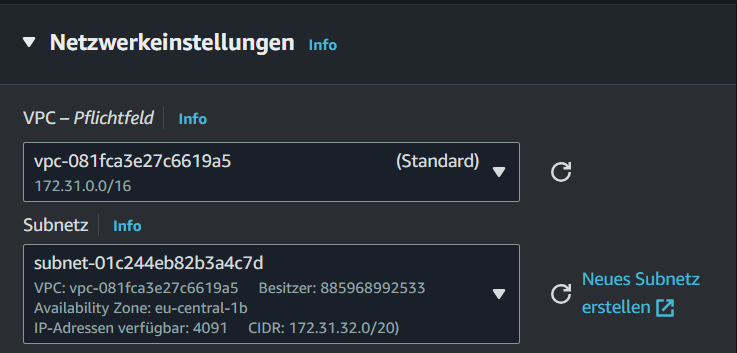 Netzwerkeinstellungen Info
VPC – Pflichtfeld Info
vpc-081fca3e27c6619a5 (Standard)
172.31.0.0/16
Subnetz Info
subnet-01c244eb82b3a4c7d
VPC: vpc-081fca3e27c6619a5 Besitzer: 885968992533
Availability Zone: eu-central-1b
IP-Adressen verfügbar: 4091 CIDR: 172.31.32.0/20)
Neues Subnetz
erstellen